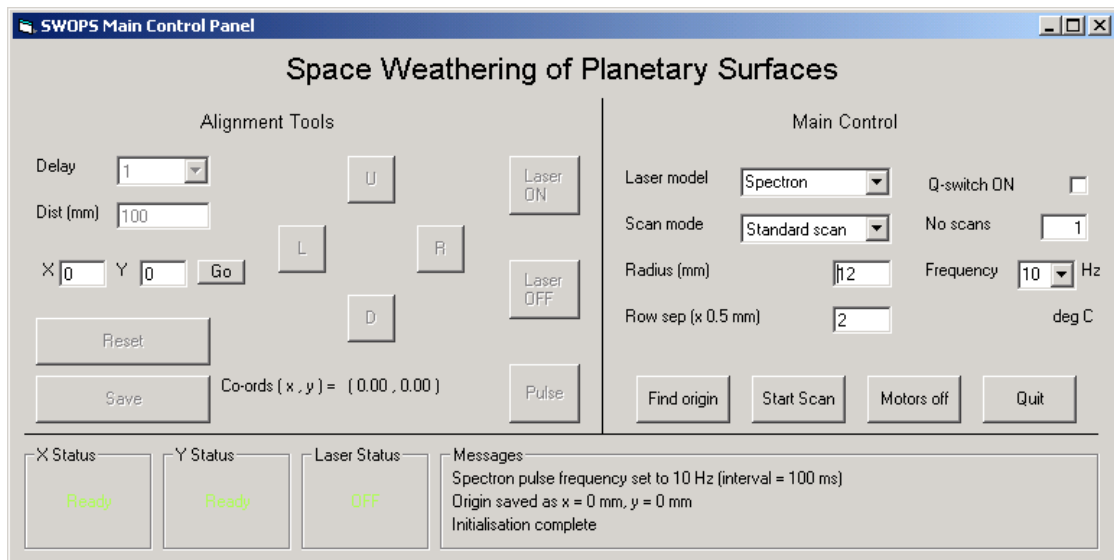 SWOPS Main Control Panel
Space Weathering of Planetary Surfaces
Alignment Tools
Delay
1
U
Laser
ON
Dist (mm)
100
L
R
X
0
Y
0
Go
Laser
OFF
D
Reset
Save
Co-ords ( x , y ) = ( 0.00 , 0.00 )
Pulse
Main Control
Laser model
Spectron
Q-switch ON
Scan mode
Standard scan
No scans
1
Radius (mm)
12
Frequency
10
Hz
Row sep (x 0.5 mm)
2
deg C
Find origin
Start Scan
Motors off
Quit
X Status
Ready
Y Status
Ready
Laser Status
OFF
Messages
Spectron pulse frequency set to 10 Hz (interval = 100 ms)
Origin saved as x = 0 mm, y = 0 mm
Initialisation complete